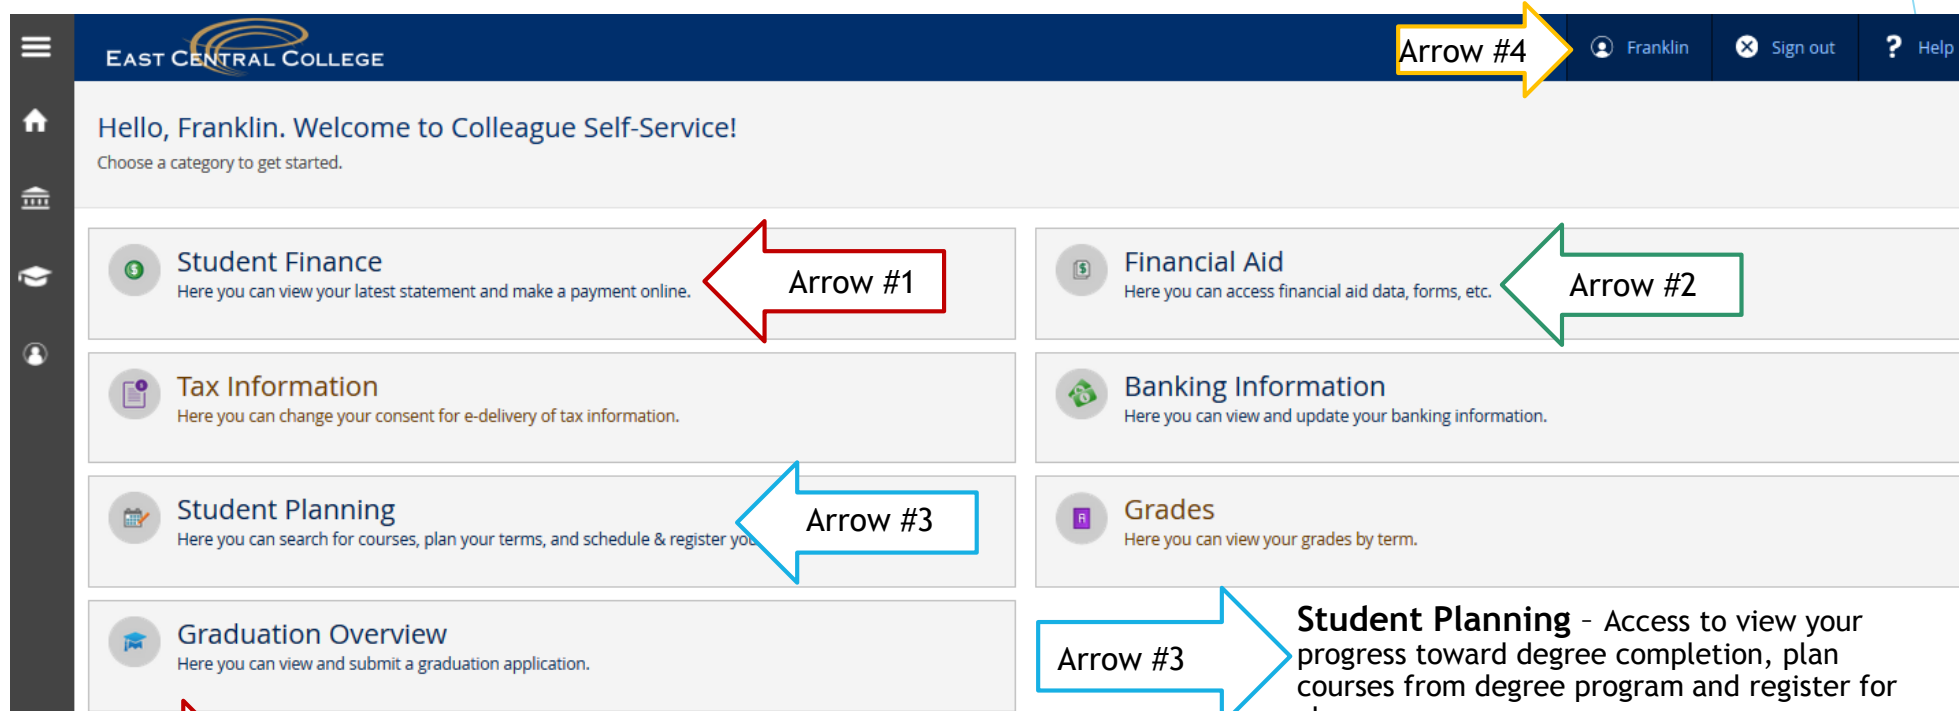 EAST CENTRAL COLLEGE
Arrow #4
Franklin
Sign out
? Help
Hello, Franklin. Welcome to Colleague Self-Service!
Choose a category to get started.
Student Finance
Here you can view your latest statement and make a payment online.
Arrow #1
Financial Aid
Here you can access financial aid data, forms, etc.
Arrow #2
Tax Information
Here you can change your consent for e-delivery of tax information.
Banking Information
Here you can view and update your banking information.
Student Planning
Here you can search for courses, plan your terms, and schedule & register
Arrow #3
Grades
Here you can view your grades by term.
Graduation Overview
Here you can view and submit a graduation application.
Arrow #3
Student Planning – Access to view your
progress toward degree completion, plan
courses from degree program and register for